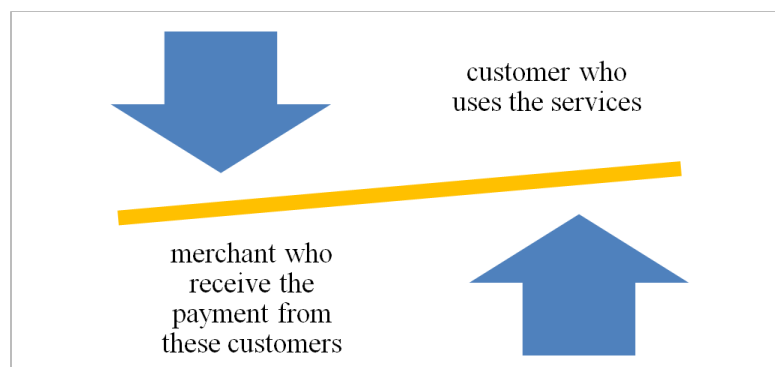 customer who
uses the services
merchant who
receive the
payment from
these customers